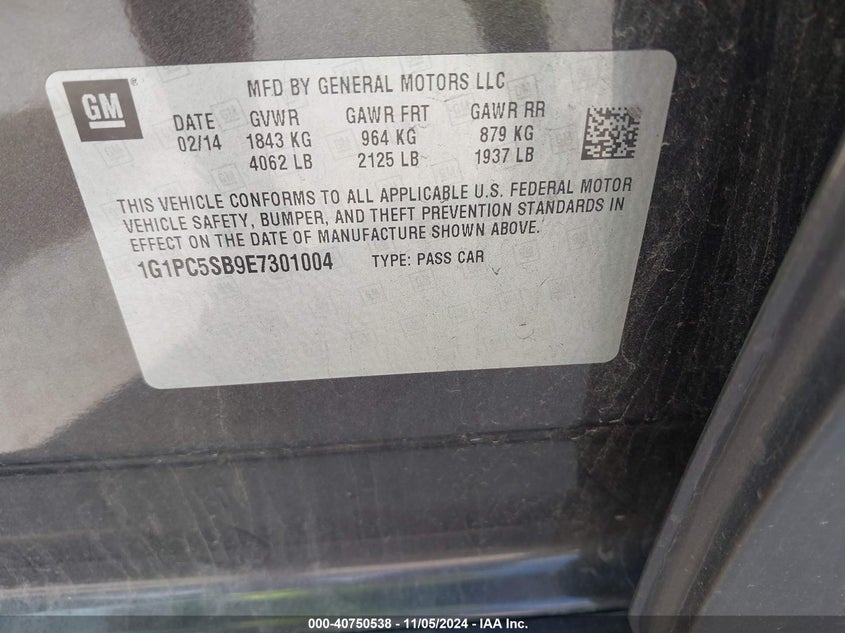 MFD BY GENERAL MOTORS LLC
GM®
DATE GVWR GAWR FRT GAWR RR
02/14 1843 KG 964 KG 879 KG
4062 LB 2125 LB 1937 LB
THIS VEHICLE CONFORMS TO ALL APPLICABLE U.S. FEDERAL MOTOR
VEHICLE SAFETY, BUMPER, AND THEFT PREVENTION STANDARDS IN
EFFECT ON THE DATE OF MANUFACTURE SHOWN ABOVE.
1G1PC5SB9E7301004 TYPE: PASS CAR
000-40750538 - 11/05/2024 - IAA Inc.